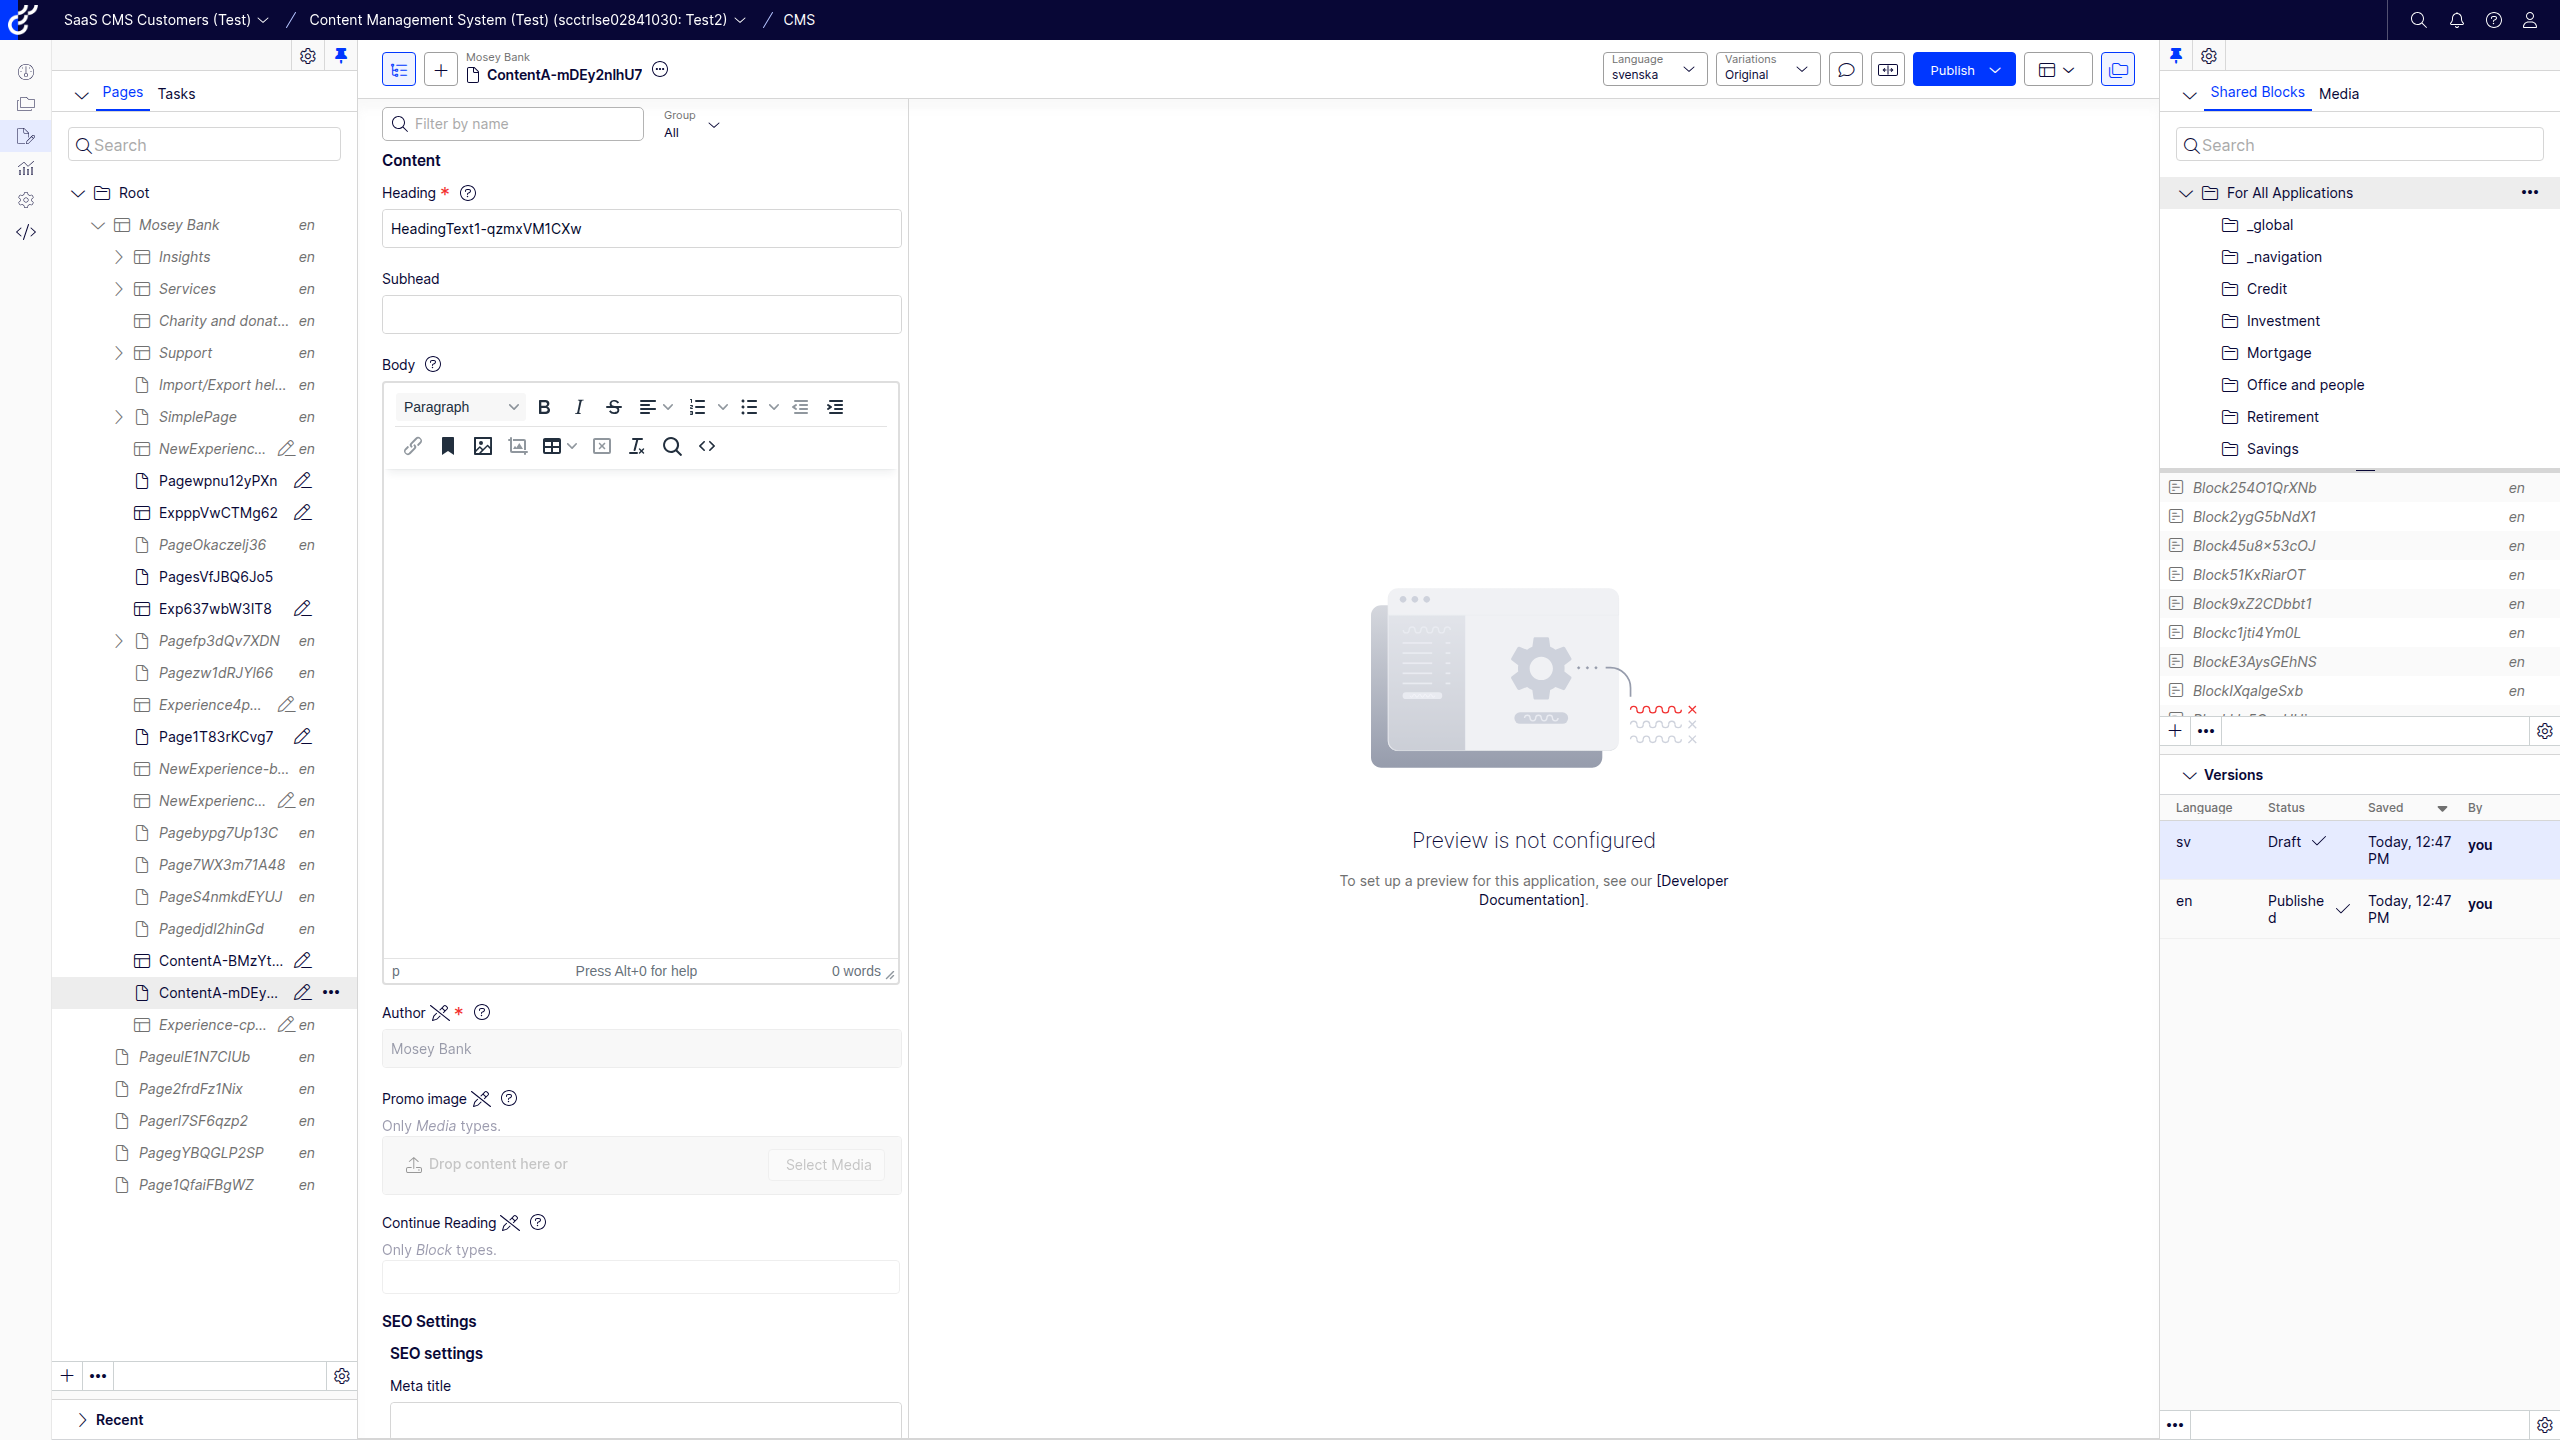 SaaS CMS Customers (Test) / Content Management System (Test) (scctrlse02841030: Test2) / CMS
Pages Tasks
Search
Root
Mosey Bank en
Insights en
Services en
Charity and donat... en
Support en
Import/Export hel... en
SimplePage en
NewExperienc... en
Pagewpnu12yPXn
ExpppVwCTMg62
PageOkaczelj36 en
PagesVfJBQ6Jo5
Exp637wbW3IT8
Pagefp3dQv7XDN en
Pagezw1dRJYl66 en
Experience4p... en
Page1T83rKCvg7
NewExperience-b... en
NewExperienc... en
Pagebypg7Up13C en
Page7WX3m71A48 en
PageS4nmkdEYUJ en
Pagedjdl2hinGd en
ContentA-BMzYt...
ContentA-mDEy...
Experience-cp... en
PageulE1N7ClUb en
Page2frdFz1Nix en
Pagerl7SF6qzp2 en
PagegYBQGLP2SP en
Page1QfaiFBgWZ en
Recent
Mosey Bank
ContentA-mDEy2nlhU7
Language
svenska
Variations
Original
Publish
Filter by name
Group
All
Content
Heading *
HeadingText1-qzmxVM1CXw
Subhead
Body
Paragraph
p Press Alt+0 for help 0 words
Author *
Mosey Bank
Promo image
Only Media types.
Drop content here or Select Media
Continue Reading
Only Block types.
SEO Settings
SEO settings
Meta title
Preview is not configured
To set up a preview for this application, see our [Developer
Documentation].
Shared Blocks Media
Search
For All Applications
_global
_navigation
Credit
Investment
Mortgage
Office and people
Retirement
Savings
Block254O1QrXNb en
Block2ygG5bNdX1 en
Block45u8x53cOJ en
Block51KxRiarOT en
Block9xZ2CDbbt1 en
Blockc1jti4Ym0L en
BlockE3AysGEhNS en
BlocklXqalgeSxb en
Versions
Language Status Saved By
sv Draft Today, 12:47 PM you
en Published Today, 12:47 PM you